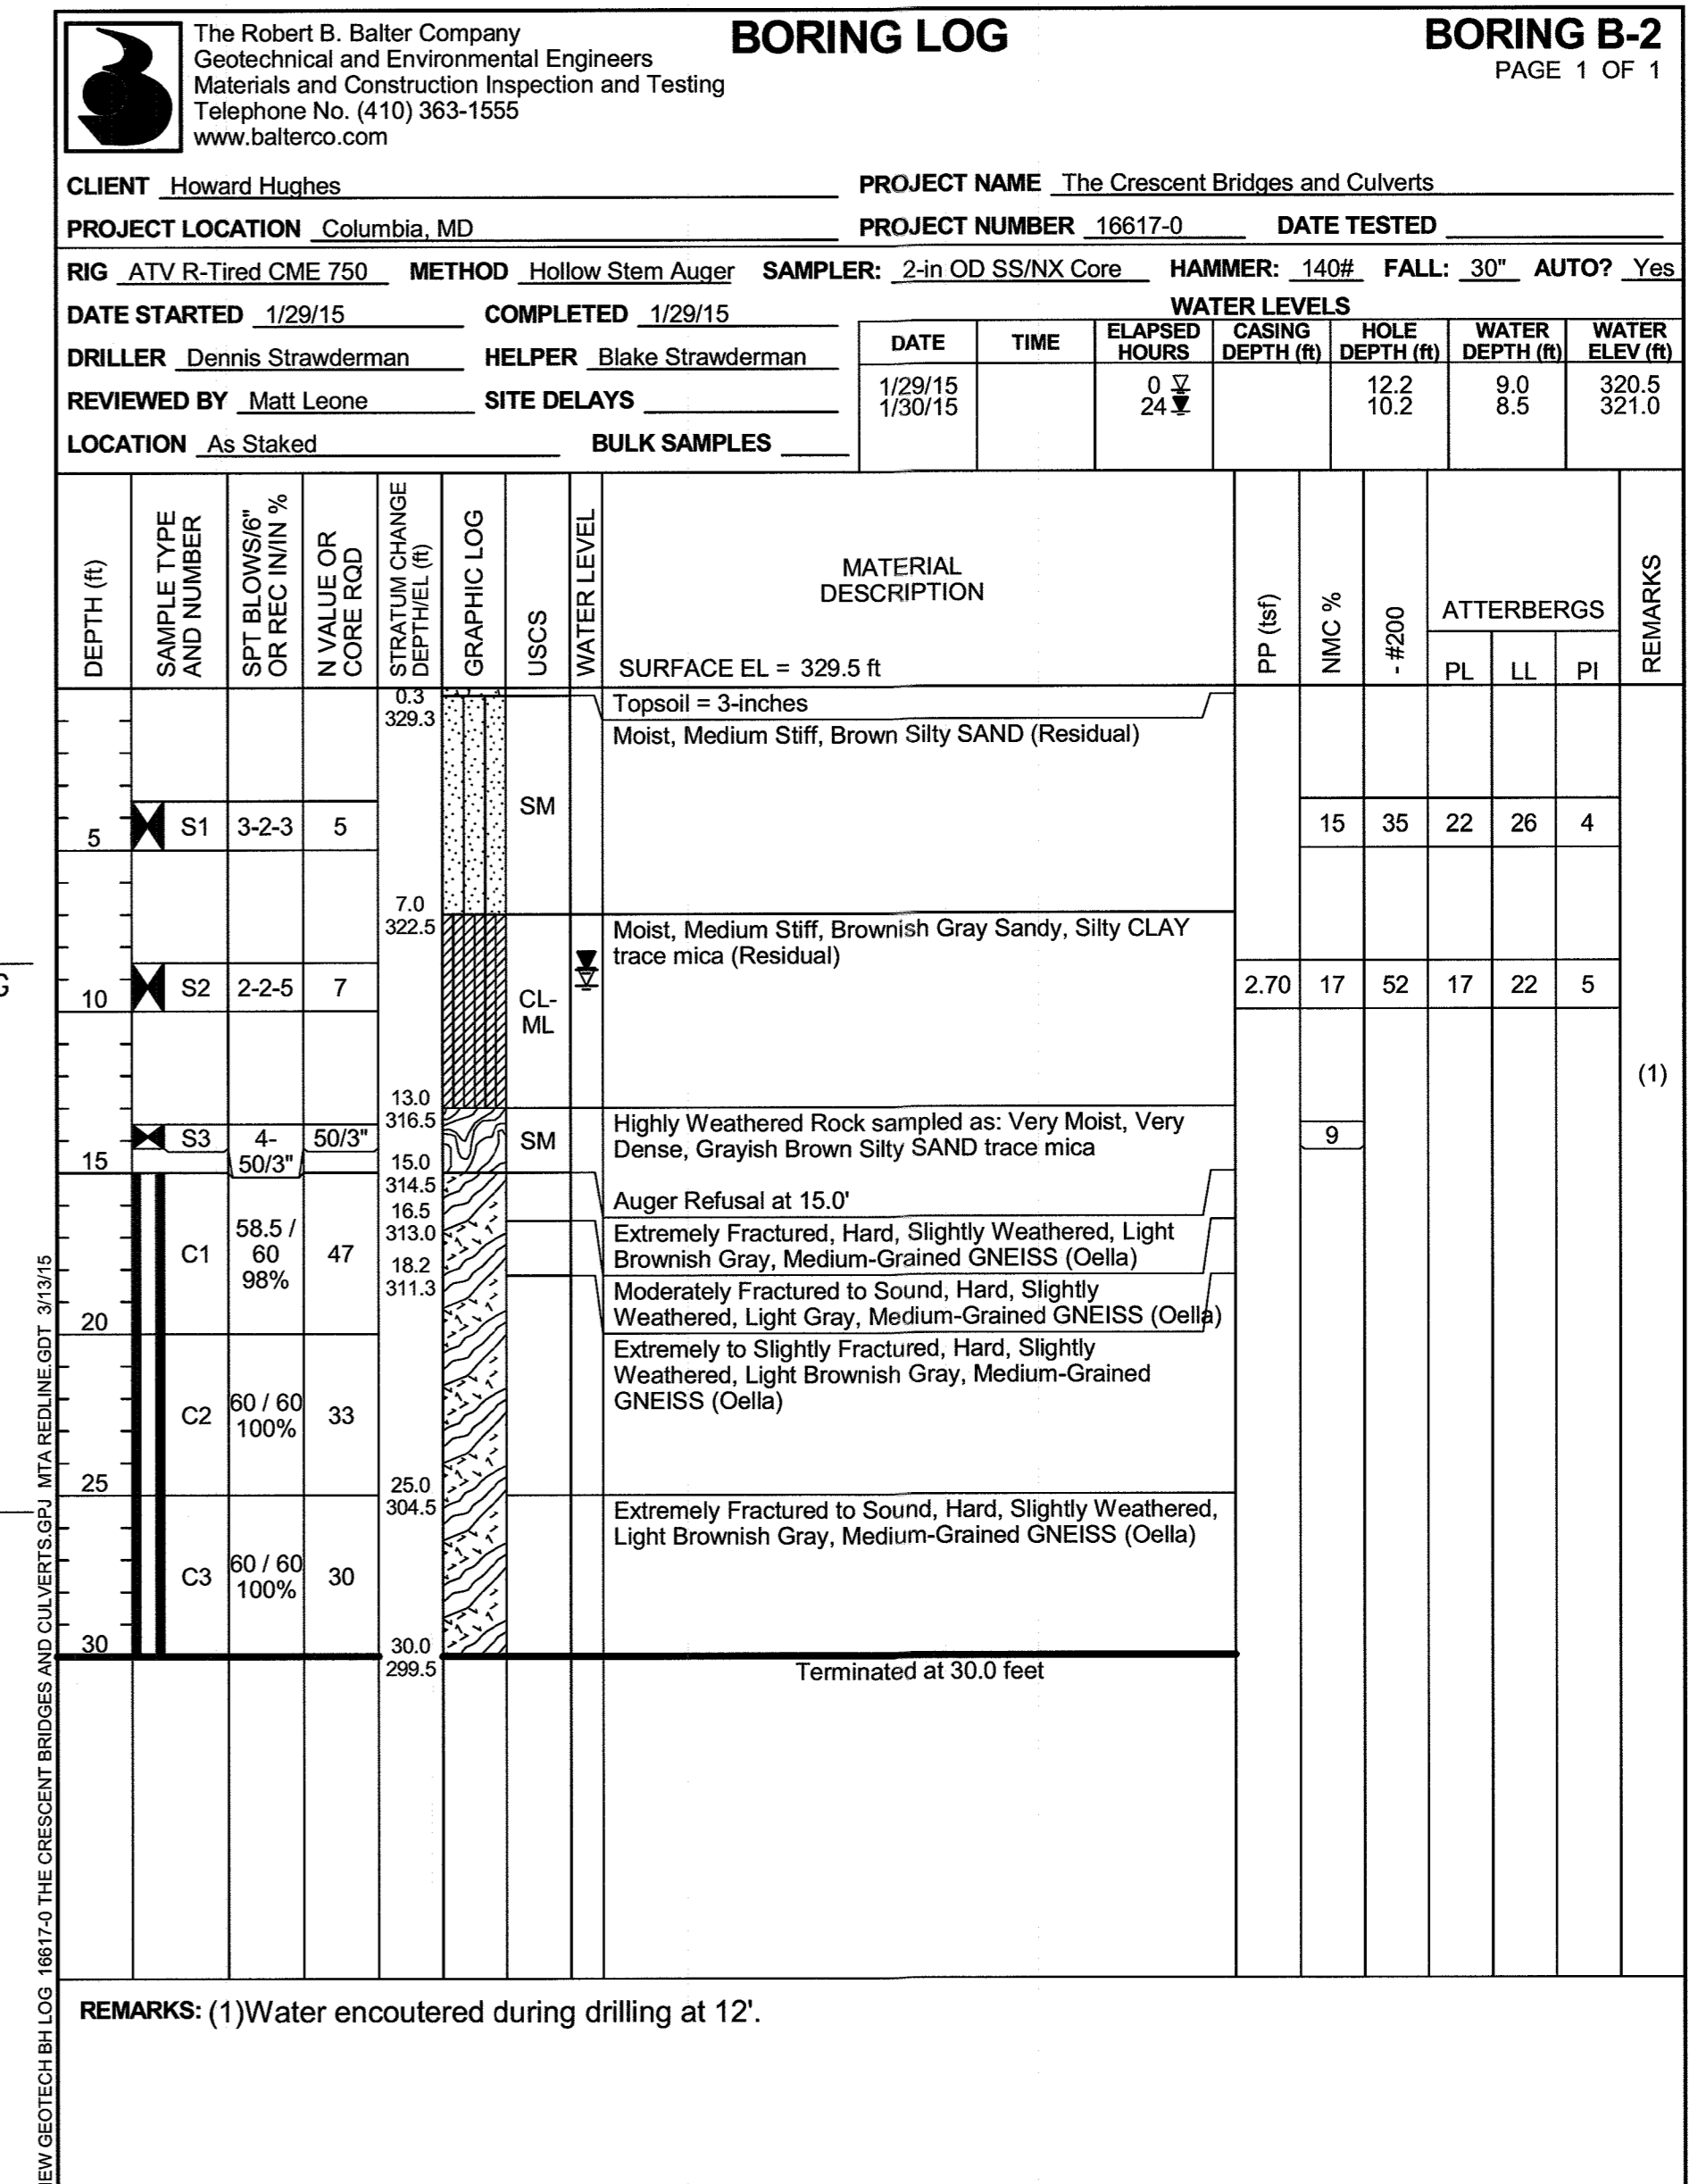 The Robert B. Balter Company
Geotechnical and Environmental Engineers
Materials and Construction Inspection and Testing
Telephone No. (410) 363-1555
www.balterco.com
BORING LOG
BORING B-2
PAGE 1 OF 1
CLIENT Howard Hughes
PROJECT NAME The Crescent Bridges and Culverts
PROJECT LOCATION Columbia, MD
PROJECT NUMBER 16617-0 DATE TESTED
RIG ATV R-Tired CME 750 METHOD Hollow Stem Auger SAMPLER: 2-in OD SS/NX Core HAMMER: 140# FALL: 30" AUTO? Yes
DATE STARTED 1/29/15 COMPLETED 1/29/15
DRILLER Dennis Strawderman HELPER Blake Strawderman
REVIEWED BY Matt Leone SITE DELAYS
LOCATION As Staked BULK SAMPLES
WATER LEVELS
DATE TIME ELAPSED HOURS CASING DEPTH (ft) HOLE DEPTH (ft) WATER DEPTH (ft) WATER ELEV (ft)
1/29/15 0 12.2 9.0 320.5
1/30/15 24 10.2 8.5 321.0
DEPTH (ft)
SAMPLE TYPE AND NUMBER
SPT BLOWS/6" OR REC IN/IN %
N VALUE OR CORE RQD
STRATUM CHANGE DEPTH/EL (ft)
GRAPHIC LOG
USCS
WATER LEVEL
MATERIAL
DESCRIPTION
SURFACE EL = 329.5 ft
PP (tsf)
NMC %
- #200
ATTERBERGS
PL LL PI
REMARKS
0.3
329.3
Topsoil = 3-inches
Moist, Medium Stiff, Brown Silty SAND (Residual)
SM
5 S1 3-2-3 5
15 35 22 26 4
7.0
322.5
Moist, Medium Stiff, Brownish Gray Sandy, Silty CLAY
trace mica (Residual)
10 S2 2-2-5 7
CL-
ML
2.70 17 52 17 22 5
(1)
13.0
316.5
Highly Weathered Rock sampled as: Very Moist, Very
Dense, Grayish Brown Silty SAND trace mica
S3 4-
50/3"
50/3"
SM
9
15
15.0
314.5
Auger Refusal at 15.0'
16.5
313.0
Extremely Fractured, Hard, Slightly Weathered, Light
Brownish Gray, Medium-Grained GNEISS (Oella)
C1
58.5 /
60
98%
47
18.2
311.3
Moderately Fractured to Sound, Hard, Slightly
Weathered, Light Gray, Medium-Grained GNEISS (Oella)
20
Extremely to Slightly Fractured, Hard, Slightly
Weathered, Light Brownish Gray, Medium-Grained
GNEISS (Oella)
C2
60 / 60
100%
33
25
25.0
304.5
Extremely Fractured to Sound, Hard, Slightly Weathered,
Light Brownish Gray, Medium-Grained GNEISS (Oella)
C3
60 / 60
100%
30
30
30.0
299.5
Terminated at 30.0 feet
REMARKS: (1)Water encoutered during drilling at 12'.
GEOTECH BH LOG 16617-0 THE CRESCENT BRIDGES AND CULVERTS.GPJ MTA REDLINE.GDT 3/13/15